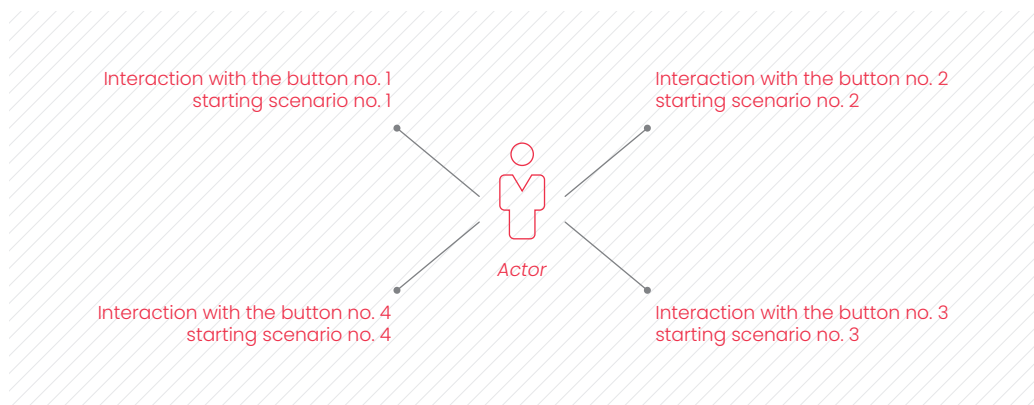 Interaction with the button no. 1
starting scenario no. 1
Interaction with the button no. 2
starting scenario no. 2
Actor
Interaction with the button no. 4
starting scenario no. 4
Interaction with the button no. 3
starting scenario no. 3